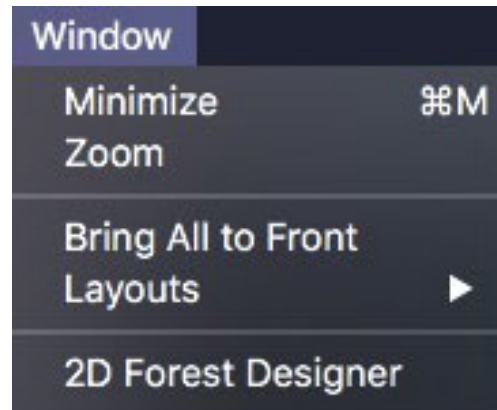 Window
Minimize ⌘M
Zoom
Bring All to Front
Layouts ▶
2D Forest Designer